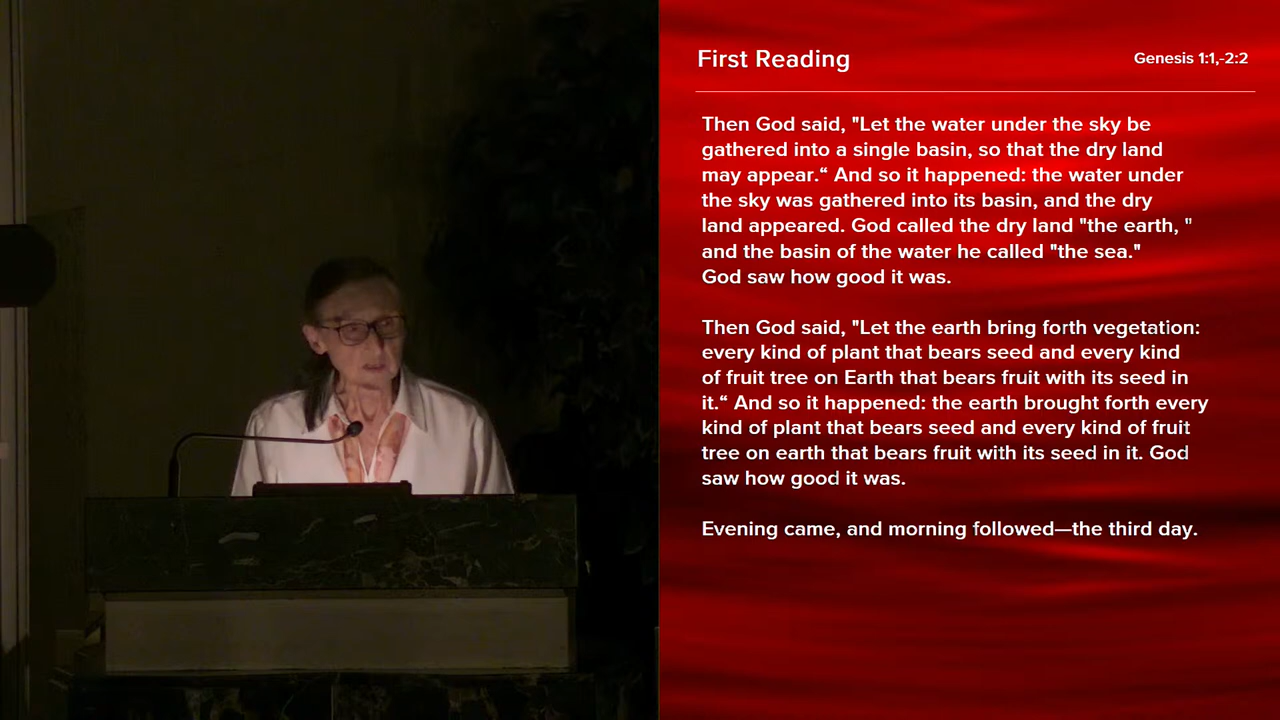 First Reading
Genesis 1:1,-2:2
Then God said, "Let the water under the sky be
gathered into a single basin, so that the dry land
may appear.“ And so it happened: the water under
the sky was gathered into its basin, and the dry
land appeared. God called the dry land "the earth, "
and the basin of the water he called "the sea."
God saw how good it was.
Then God said, "Let the earth bring forth vegetation:
every kind of plant that bears seed and every kind
of fruit tree on Earth that bears fruit with its seed in
it.“ And so it happened: the earth brought forth every
kind of plant that bears seed and every kind of fruit
tree on earth that bears fruit with its seed in it. God
saw how good it was.
Evening came, and morning followed—the third day.